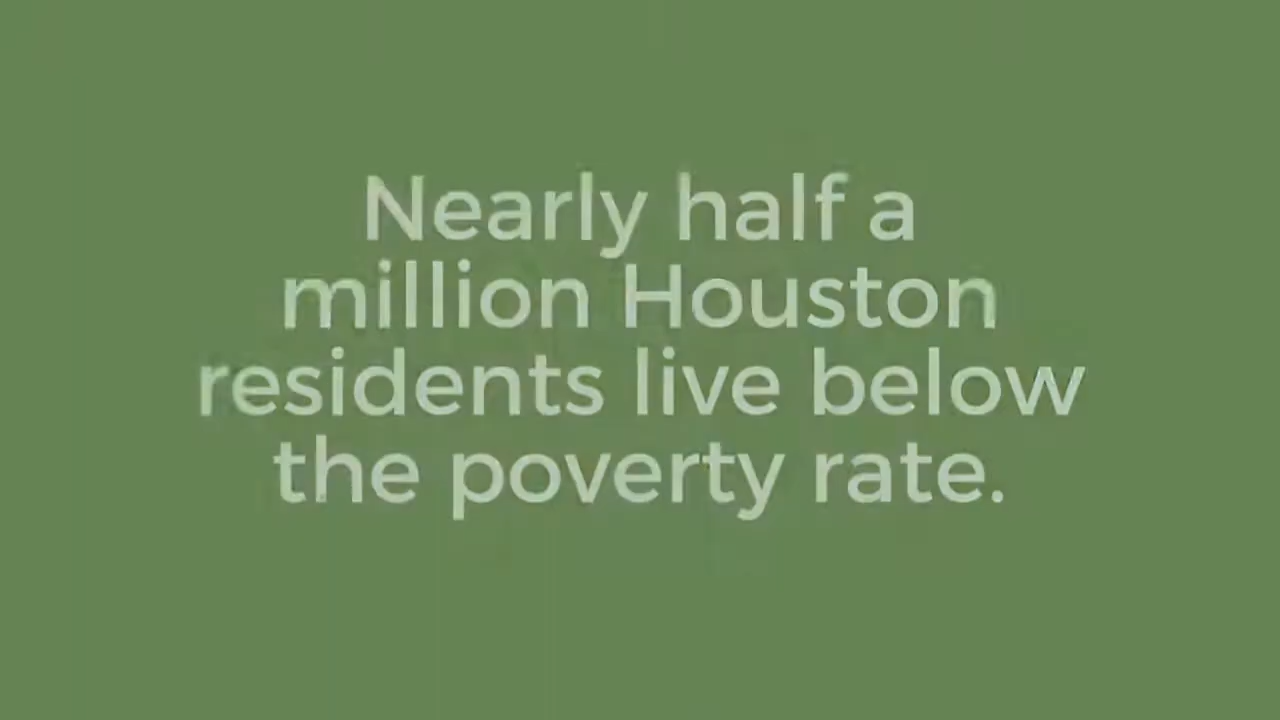 Nearly half a
million Houston
residents live below
the poverty rate.